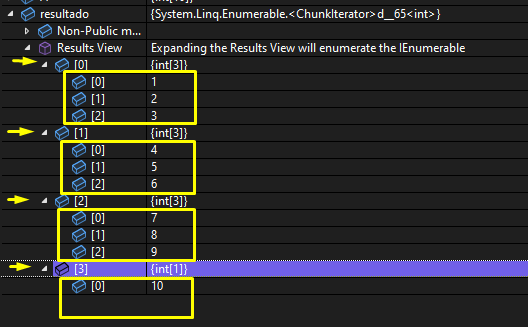 resultado {System.Linq.Enumerable.<ChunkIterator>d__65<int>}
Non-Public m...
Results View Expanding the Results View will enumerate the IEnumerable
[0] {int[3]}
[0] 1
[1] 2
[2] 3
[1] {int[3]}
[0] 4
[1] 5
[2] 6
[2] {int[3]}
[0] 7
[1] 8
[2] 9
[3] {int[1]}
[0] 10